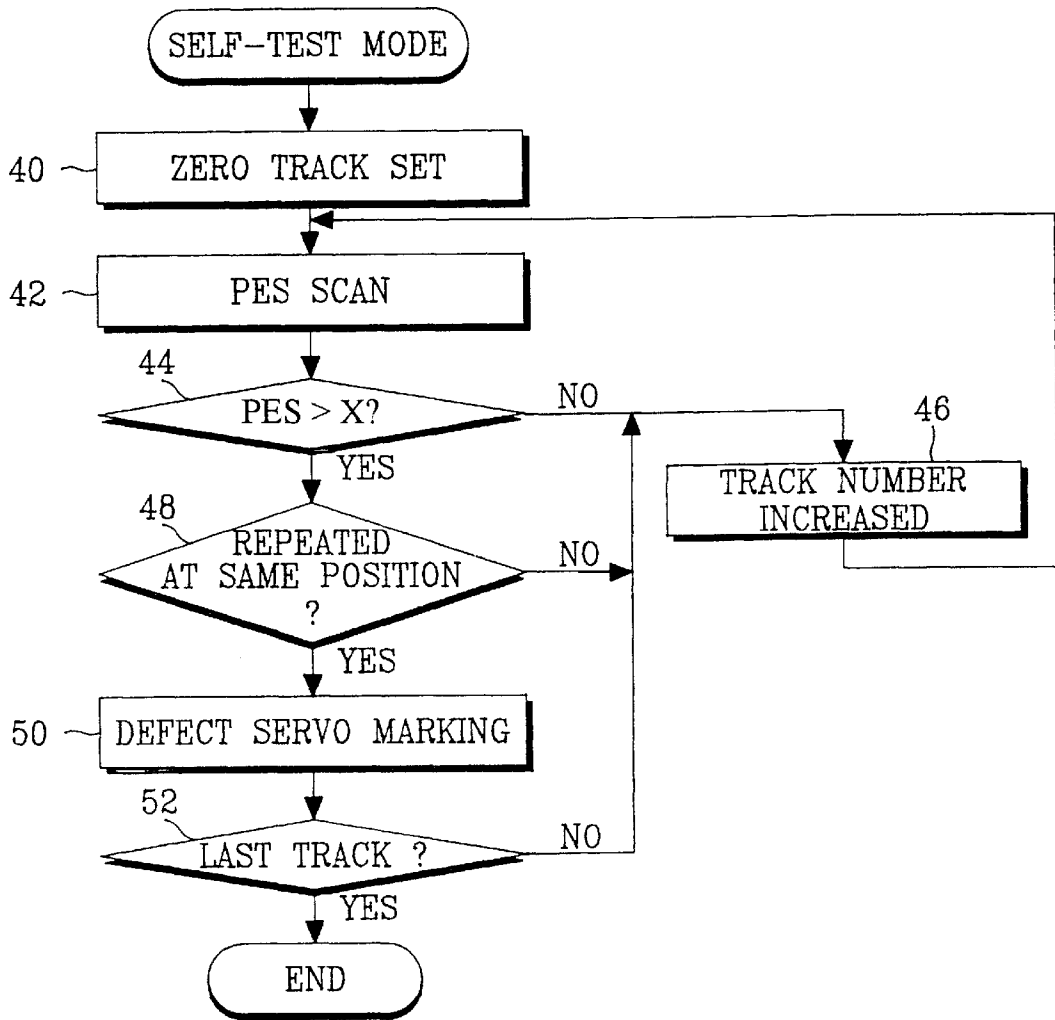 SELF-TEST MODE
40
ZERO TRACK SET
42
PES SCAN
44
PES > X?
NO
YES
46
TRACK NUMBER
INCREASED
48
REPEATED
AT SAME POSITION
?
NO
YES
50
DEFECT SERVO MARKING
52
LAST TRACK ?
NO
YES
END